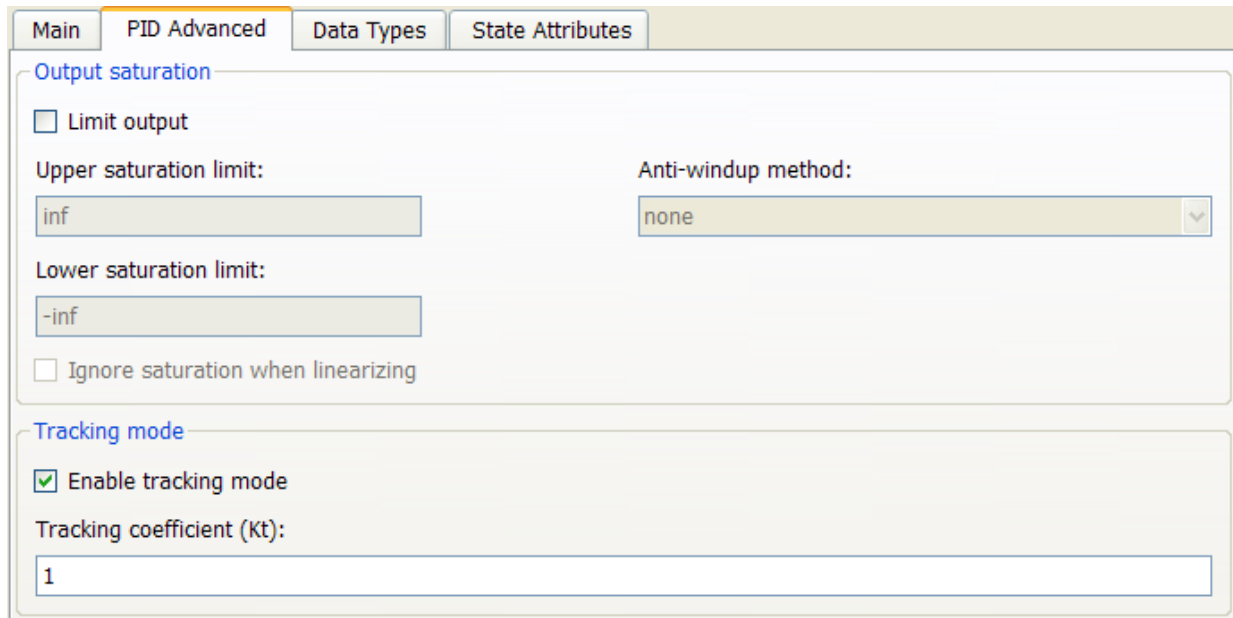 Main PID Advanced Data Types State Attributes
Output saturation
Limit output
Upper saturation limit: Anti-windup method:
inf none
Lower saturation limit:
-inf
Ignore saturation when linearizing
Tracking mode
Enable tracking mode
Tracking coefficient (Kt):
1